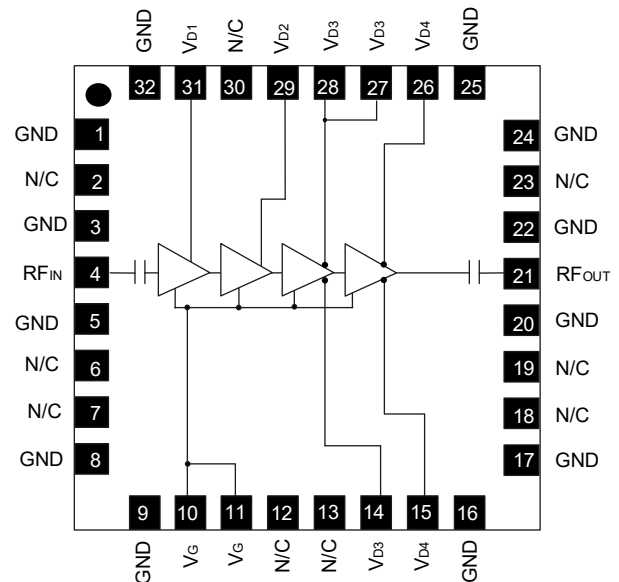 GND VD1 N/C VD2 VD3 VD3 VD4 GND
32 31 30 29 28 27 26 25
GND 1
N/C 2
GND 3
RFIN 4
GND 5
N/C 6
N/C 7
GND 8
24 GND
23 N/C
22 GND
21 RFOUT
20 GND
19 N/C
18 N/C
17 GND
9 10 11 12 13 14 15 16
GND VG VG N/C N/C VD3 VD4 GND